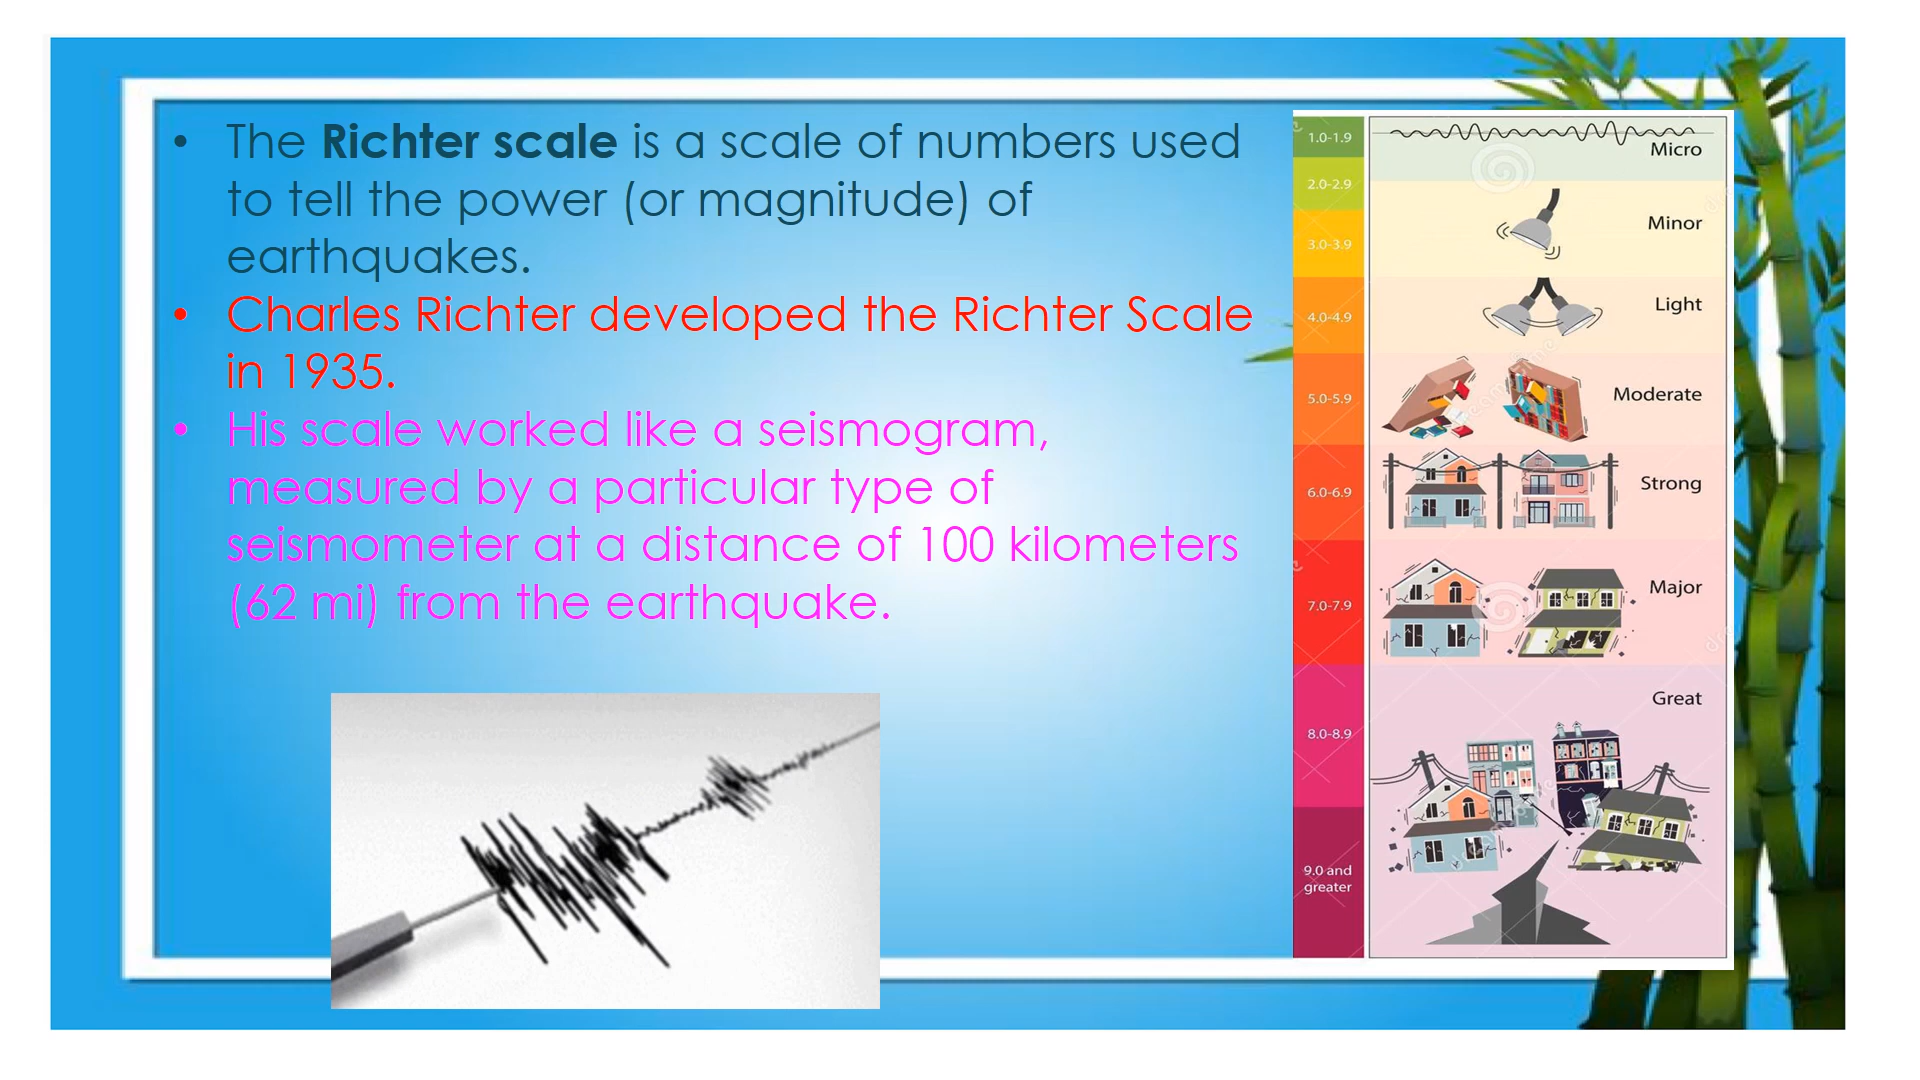 • The Richter scale is a scale of numbers used
to tell the power (or magnitude) of
earthquakes.
• Charles Richter developed the Richter Scale
in 1935.
• His scale worked like a seismogram,
measured by a particular type of
seismometer at a distance of 100 kilometers
(62 mi) from the earthquake.
1.0-1.9
Micro
2.0-2.9
Minor
3.0-3.9
Light
4.0-4.9
Moderate
5.0-5.9
Strong
6.0-6.9
Major
7.0-7.9
Great
8.0-8.9
9.0 and
greater